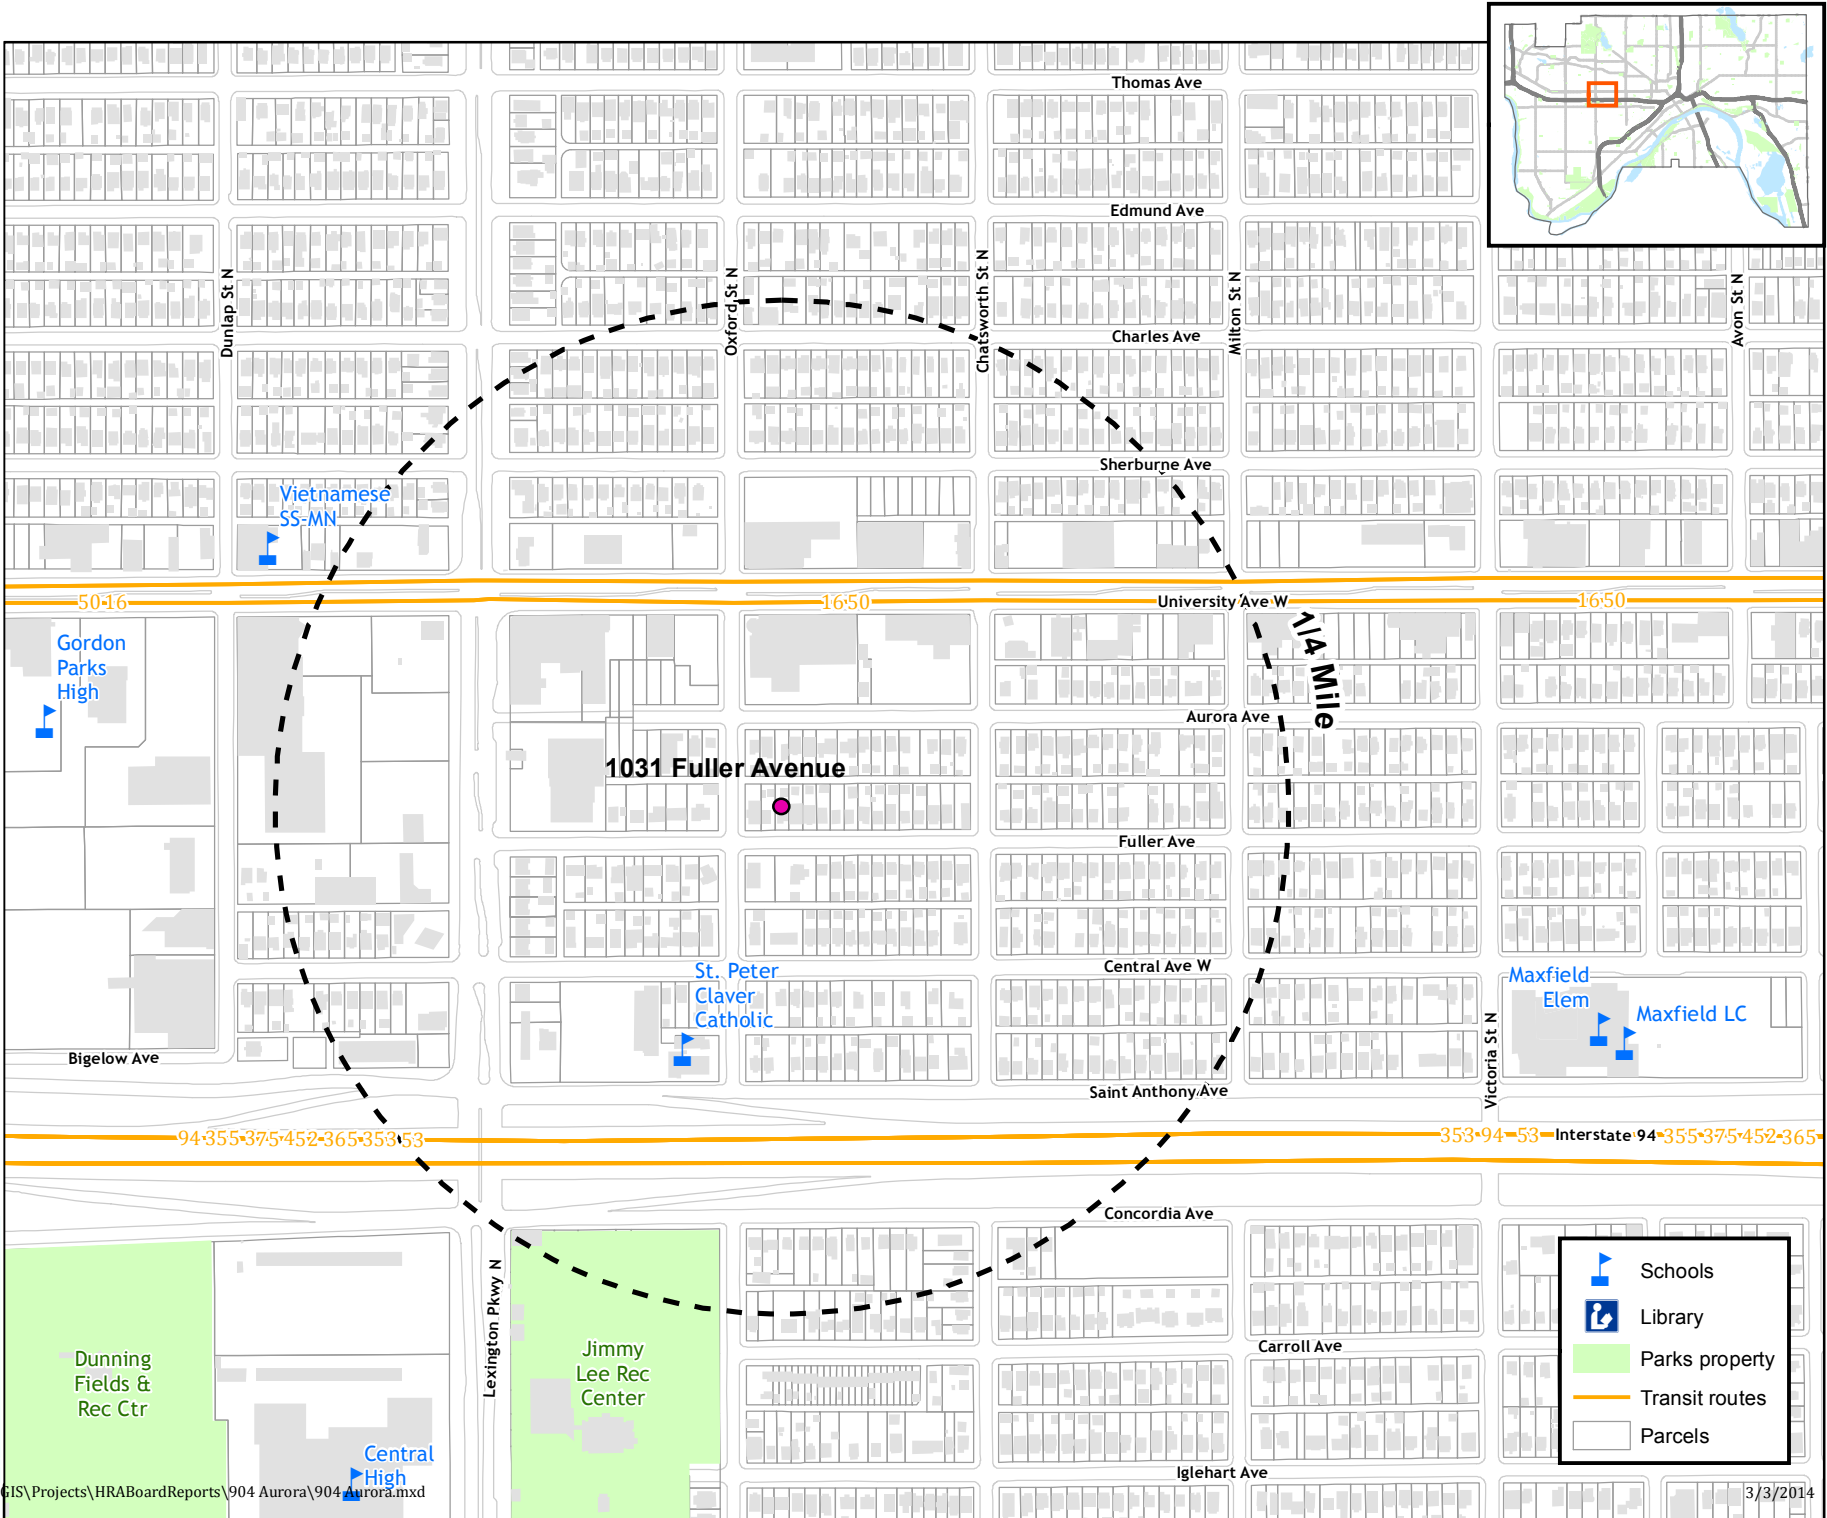 Thomas Ave
Edmund Ave
Dunlap St N
Oxford St N
Chatsworth St N
Milton St N
Avon St N
Charles Ave
Sherburne Ave
Vietnamese
SS-MN
50 16
16 50
University Ave W
16 50
1/4 Mile
Gordon
Parks
High
Aurora Ave
1031 Fuller Avenue
Fuller Ave
Central Ave W
St. Peter
Claver
Catholic
Maxfield
Elem
Maxfield LC
Victoria St N
Bigelow Ave
Saint Anthony Ave
94 355 375 452 365 353 53
353 94 53
Interstate 94
355 375 452 365
Concordia Ave
Lexington Pkwy N
Dunning
Fields &
Rec Ctr
Jimmy
Lee Rec
Center
Carroll Ave
Central
High
Iglehart Ave
Schools
Library
Parks property
Transit routes
Parcels
GIS\Projects\HRABoardReports\904 Aurora\904 Aurora.mxd
3/3/2014